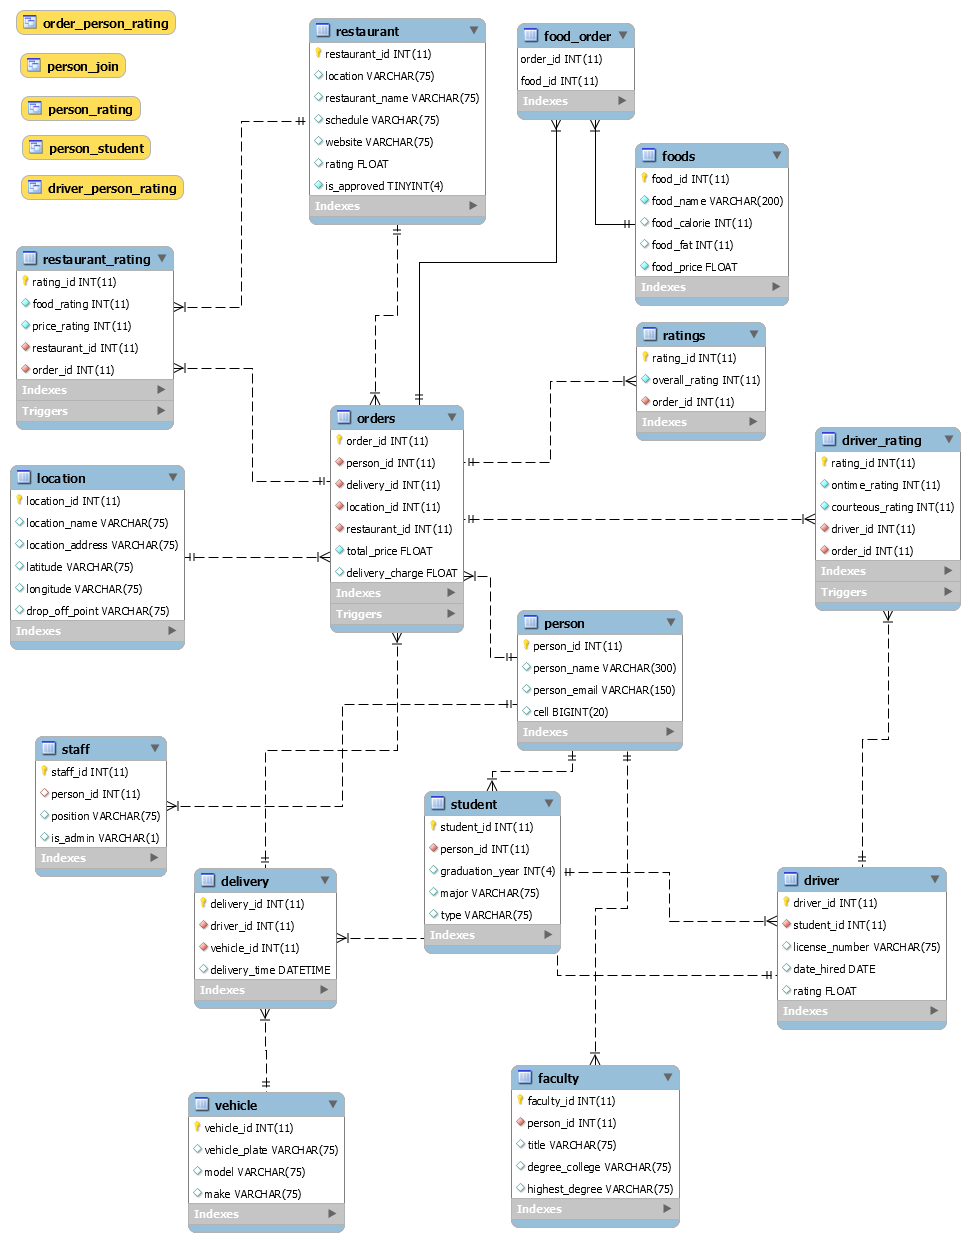 order_person_rating
person_join
person_rating
person_student
driver_person_rating
restaurant
restaurant_id INT(11)
location VARCHAR(75)
restaurant_name VARCHAR(75)
schedule VARCHAR(75)
website VARCHAR(75)
rating FLOAT
is_approved TINYINT(4)
Indexes
food_order
order_id INT(11)
food_id INT(11)
Indexes
foods
food_id INT(11)
food_name VARCHAR(200)
food_calorie INT(11)
food_fat INT(11)
food_price FLOAT
Indexes
restaurant_rating
rating_id INT(11)
food_rating INT(11)
price_rating INT(11)
restaurant_id INT(11)
order_id INT(11)
Indexes
Triggers
ratings
rating_id INT(11)
overall_rating INT(11)
order_id INT(11)
Indexes
orders
order_id INT(11)
person_id INT(11)
delivery_id INT(11)
location_id INT(11)
restaurant_id INT(11)
total_price FLOAT
delivery_charge FLOAT
Indexes
Triggers
driver_rating
rating_id INT(11)
ontime_rating INT(11)
courteous_rating INT(11)
driver_id INT(11)
order_id INT(11)
Indexes
Triggers
location
location_id INT(11)
location_name VARCHAR(75)
location_address VARCHAR(75)
latitude VARCHAR(75)
longitude VARCHAR(75)
drop_off_point VARCHAR(75)
Indexes
person
person_id INT(11)
person_name VARCHAR(300)
person_email VARCHAR(150)
cell BIGINT(20)
Indexes
staff
staff_id INT(11)
person_id INT(11)
position VARCHAR(75)
is_admin VARCHAR(1)
Indexes
student
student_id INT(11)
person_id INT(11)
graduation_year INT(4)
major VARCHAR(75)
type VARCHAR(75)
Indexes
delivery
delivery_id INT(11)
driver_id INT(11)
vehicle_id INT(11)
delivery_time DATETIME
Indexes
driver
driver_id INT(11)
student_id INT(11)
license_number VARCHAR(75)
date_hired DATE
rating FLOAT
Indexes
vehicle
vehicle_id INT(11)
vehicle_plate VARCHAR(75)
model VARCHAR(75)
make VARCHAR(75)
Indexes
faculty
faculty_id INT(11)
person_id INT(11)
title VARCHAR(75)
degree_college VARCHAR(75)
highest_degree VARCHAR(75)
Indexes